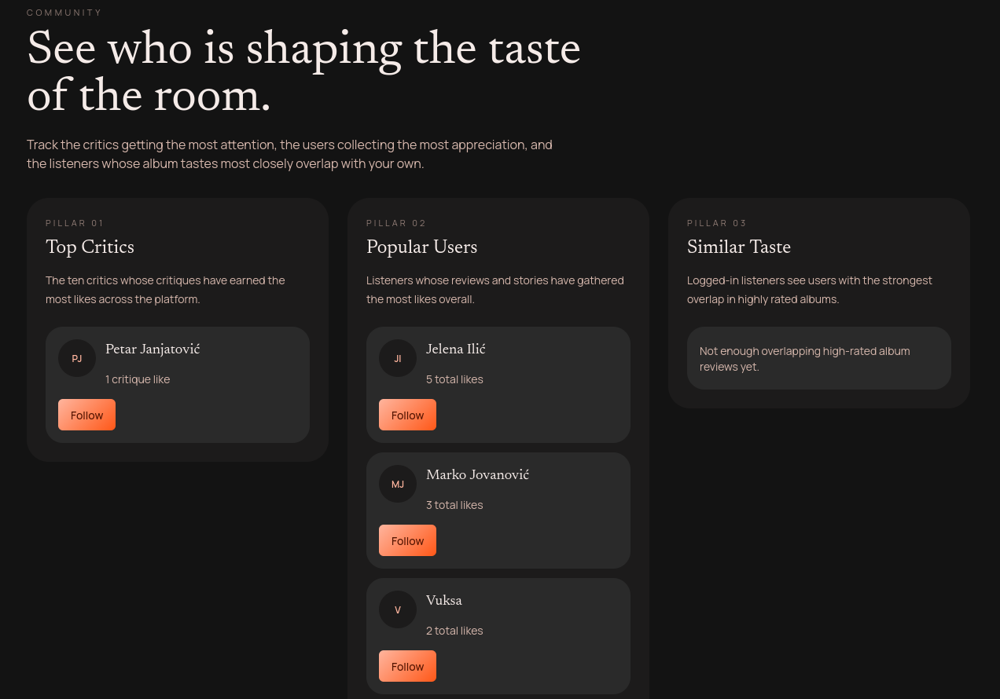 COMMUNITY
See who is shaping the taste
of the room.
Track the critics getting the most attention, the users collecting the most appreciation, and
the listeners whose album tastes most closely overlap with your own.
PILLAR 01
Top Critics
The ten critics whose critiques have earned the
most likes across the platform.
PJ
Petar Janjatović
1 critique like
Follow
PILLAR 02
Popular Users
Listeners whose reviews and stories have gathered
the most likes overall.
JI
Jelena Ilić
5 total likes
Follow
MJ
Marko Jovanović
3 total likes
Follow
V
Vuksa
2 total likes
Follow
PILLAR 03
Similar Taste
Logged-in listeners see users with the strongest
overlap in highly rated albums.
Not enough overlapping high-rated album
reviews yet.